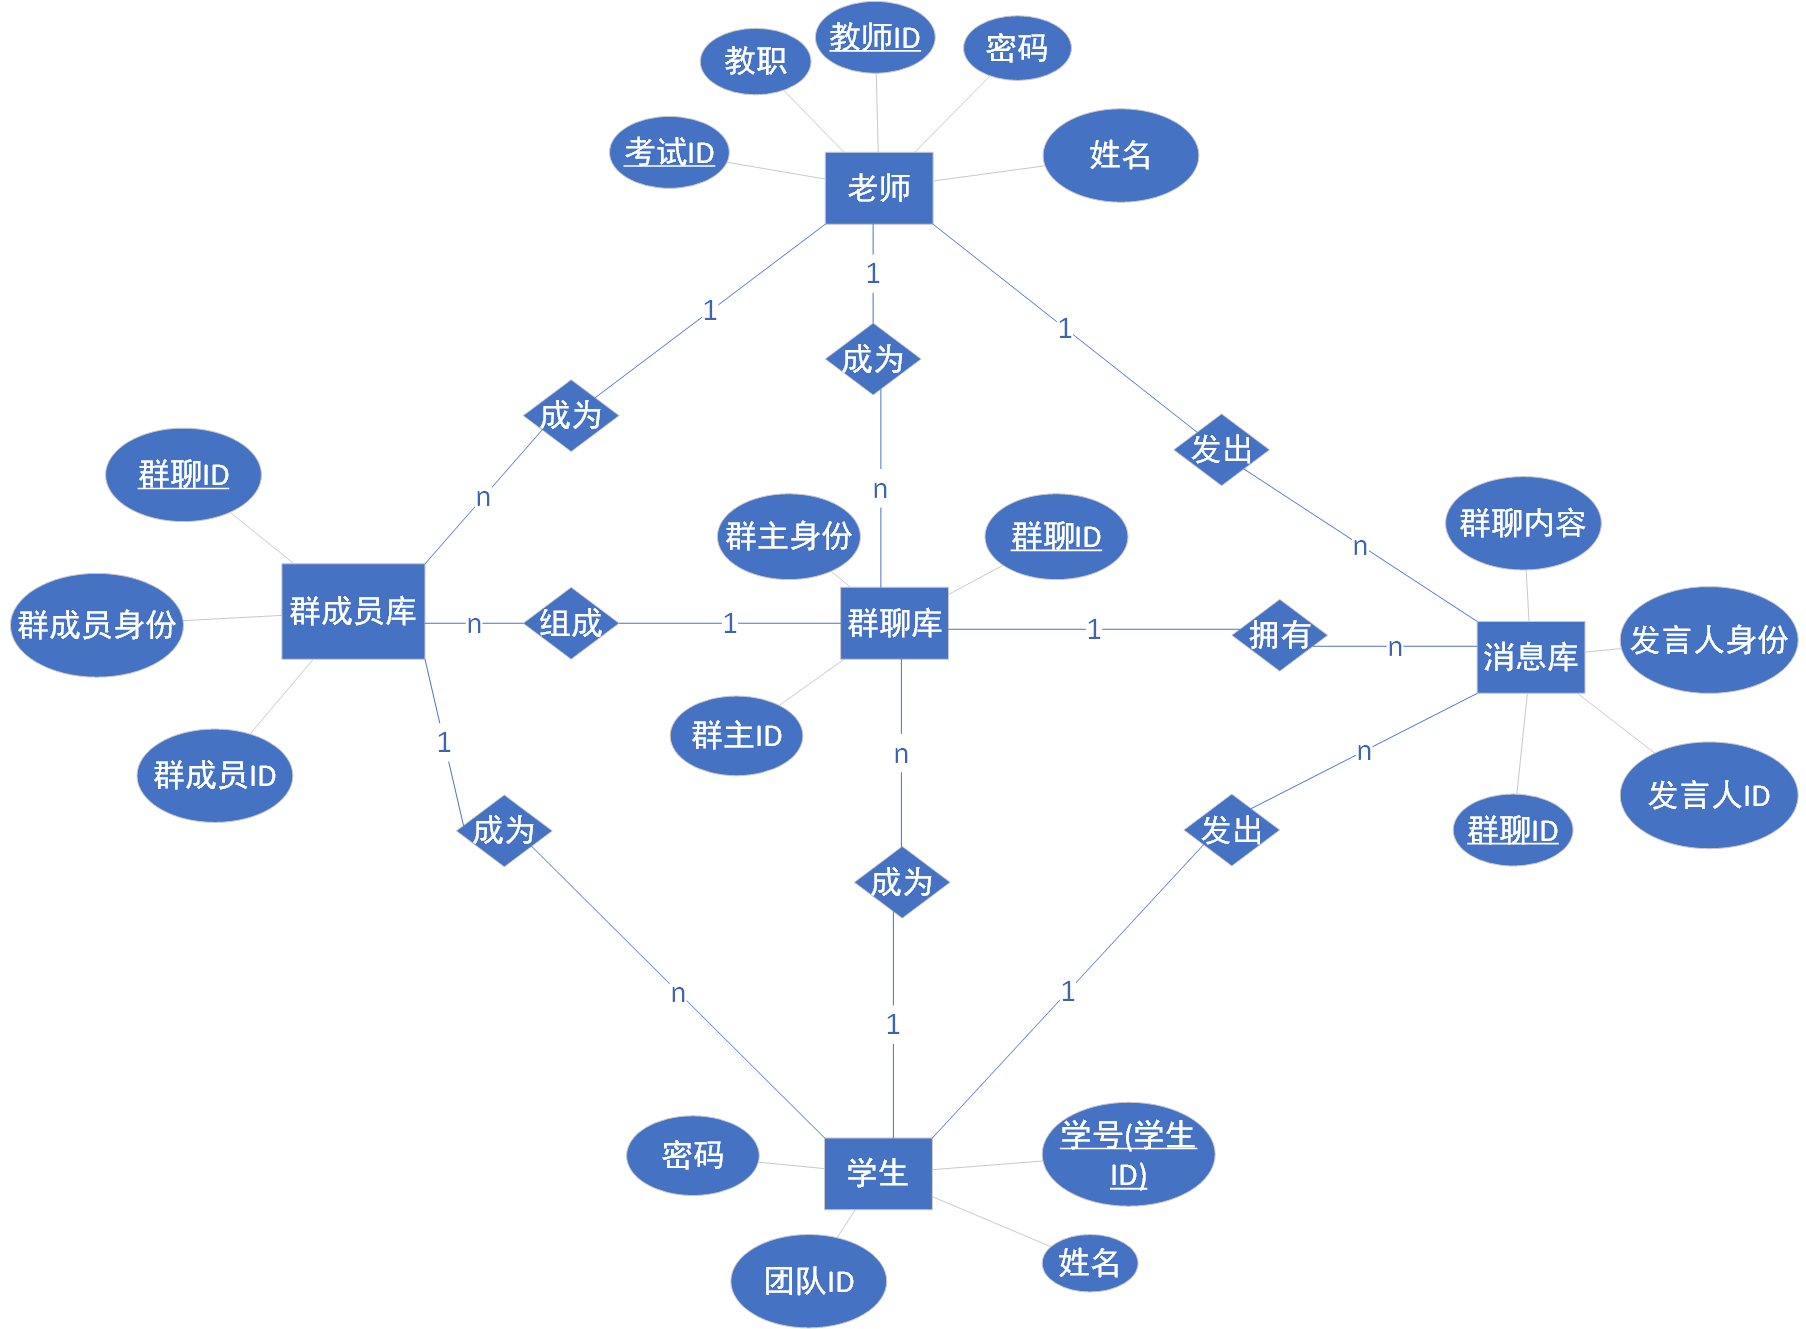 教师ID
密码
教职
考试ID
姓名
老师
1
1
1
成为
成为
发出
群聊ID
n
n
群主身份
群聊ID
n
群聊内容
群成员库
群成员身份
n
组成
1
群聊库
1
拥有
n
消息库
发言人身份
1
群主ID
n
n
群成员ID
发言人ID
成为
发出
群聊ID
成为
n
1
1
密码
学生
学号(学生
ID)
团队ID
姓名